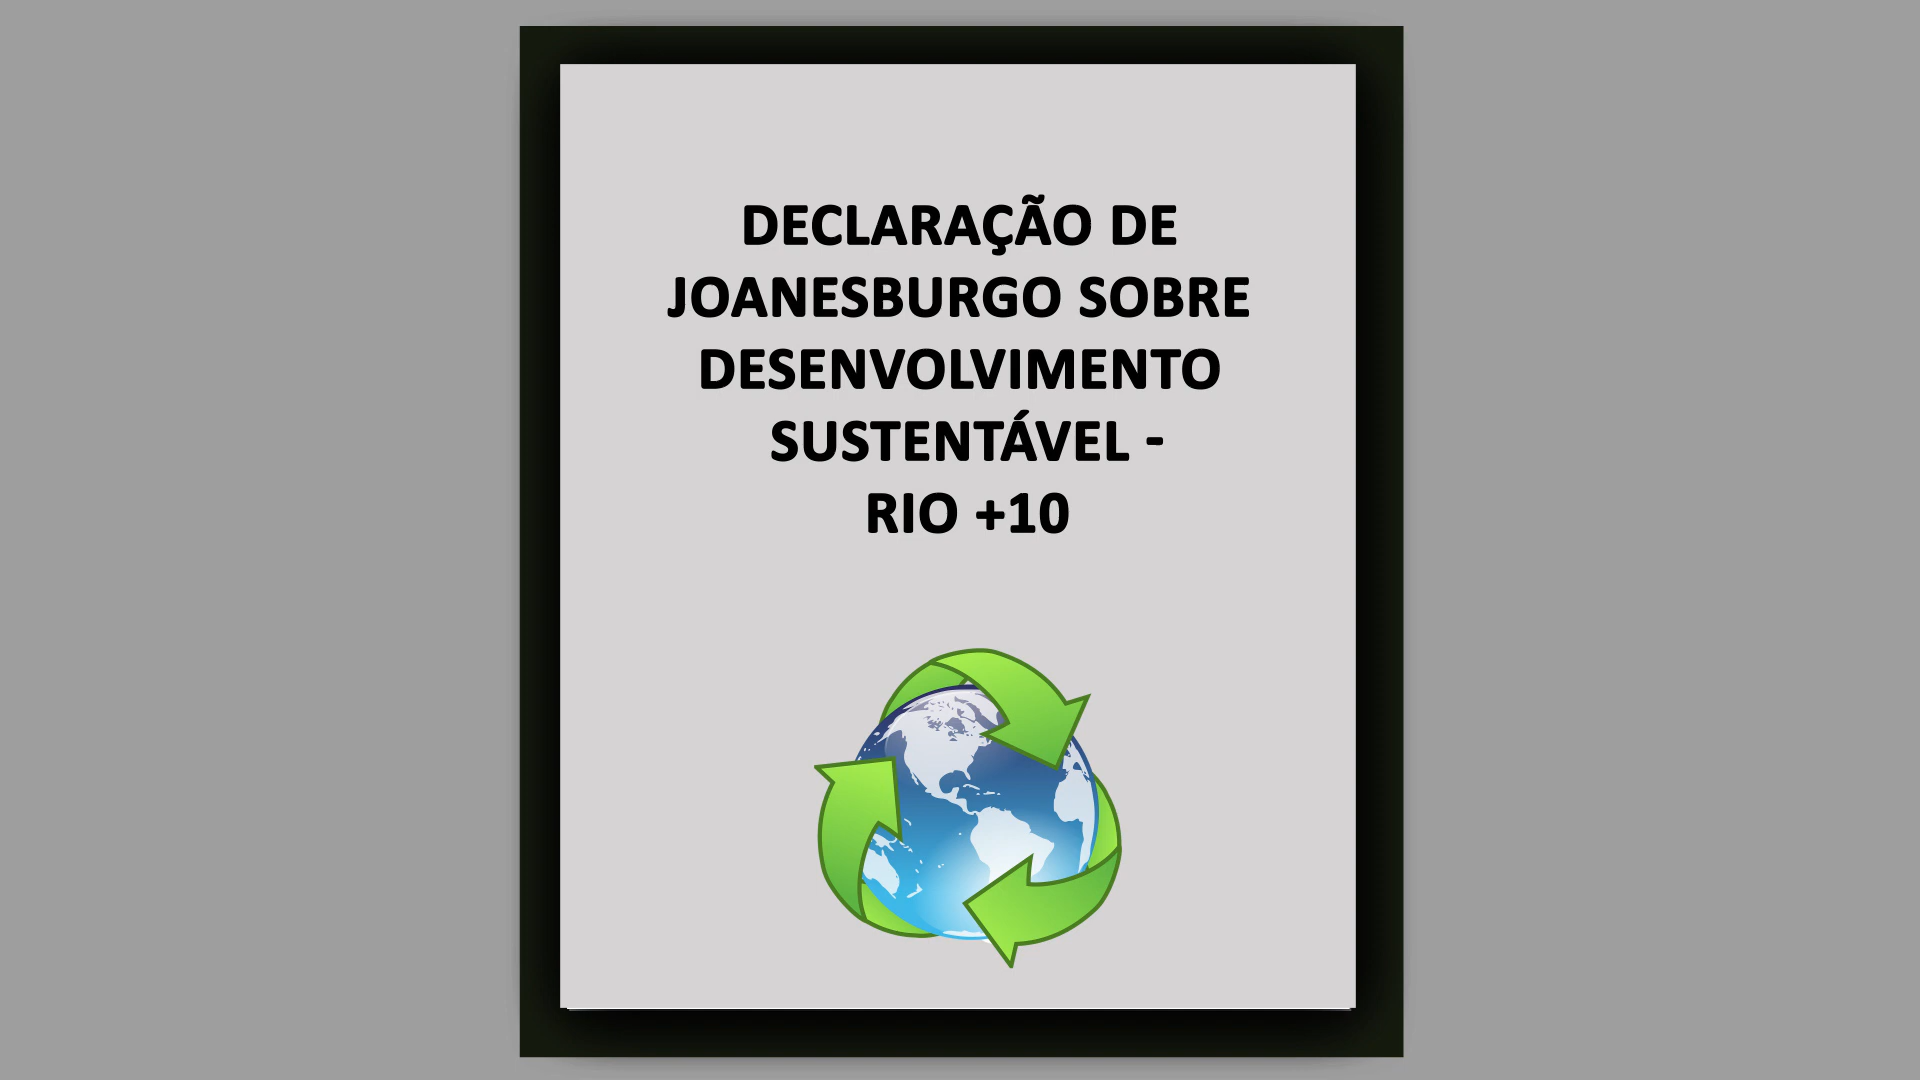 DECLARAÇÃO DE
JOANESBURGO SOBRE
DESENVOLVIMENTO
SUSTENTÁVEL -
RIO +10